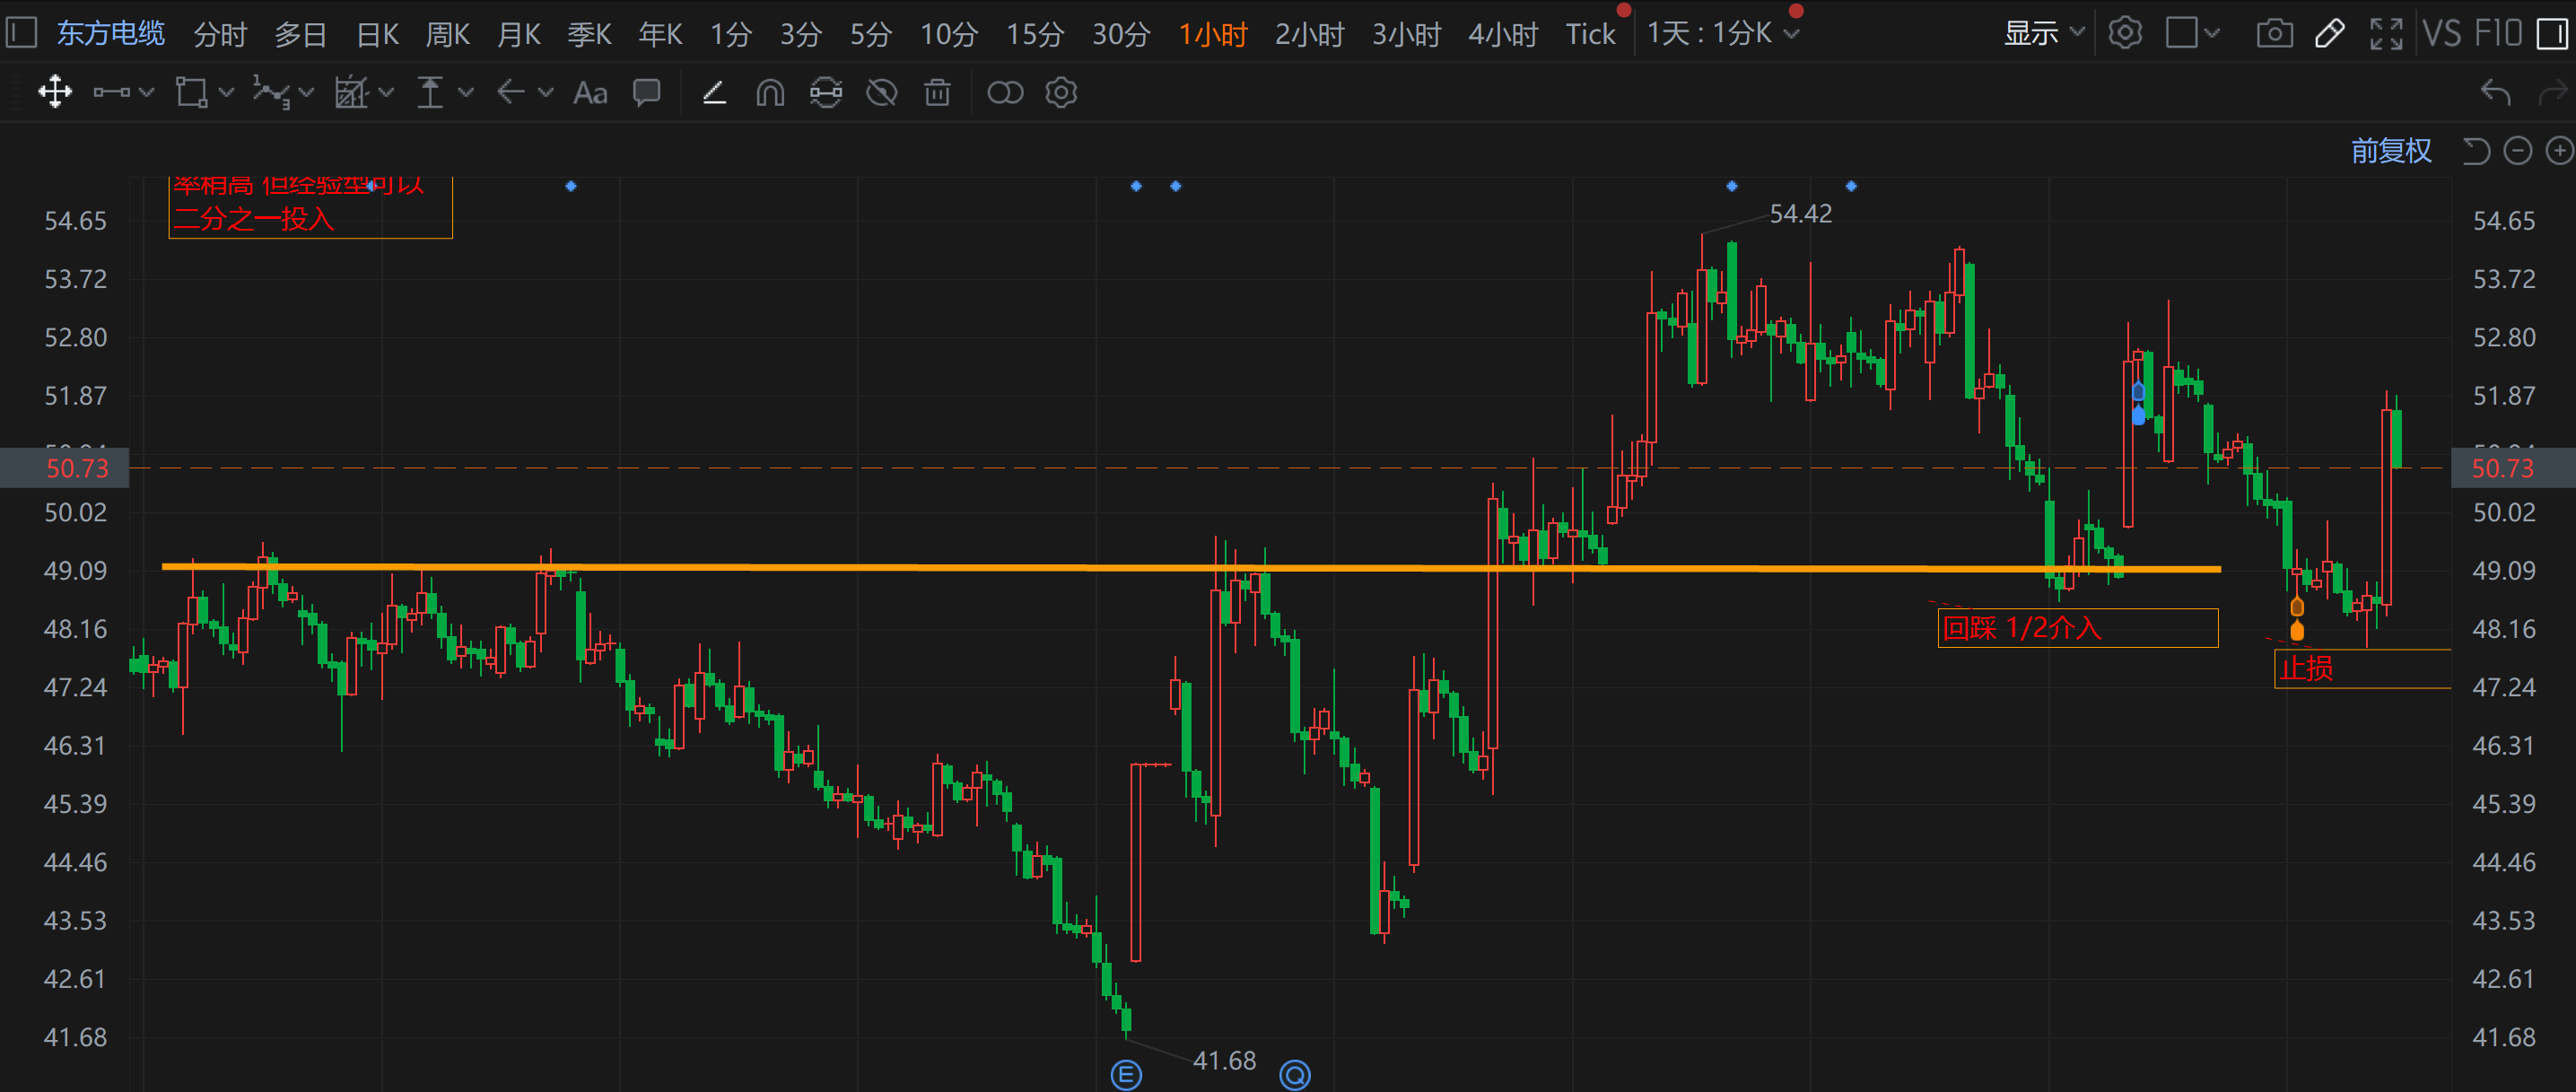 东方电缆 分时 多日 日K 周K 月K 季K 年K 1分 3分 5分 10分 15分 30分 1小时 2小时 3小时 4小时 Tick 1天 : 1分K 显示 VS F10
1 3 Aa
前复权
率稍高 但经验型可以
二分之一投入
54.65 54.42 54.65
53.72 53.72
52.80 52.80
51.87 51.87
50.73 50.73
50.02 50.02
49.09 49.09
48.16 回踩 1/2介入 48.16
止损
47.24 47.24
46.31 46.31
45.39 45.39
44.46 44.46
43.53 43.53
42.61 42.61
41.68 41.68
E 41.68 Q